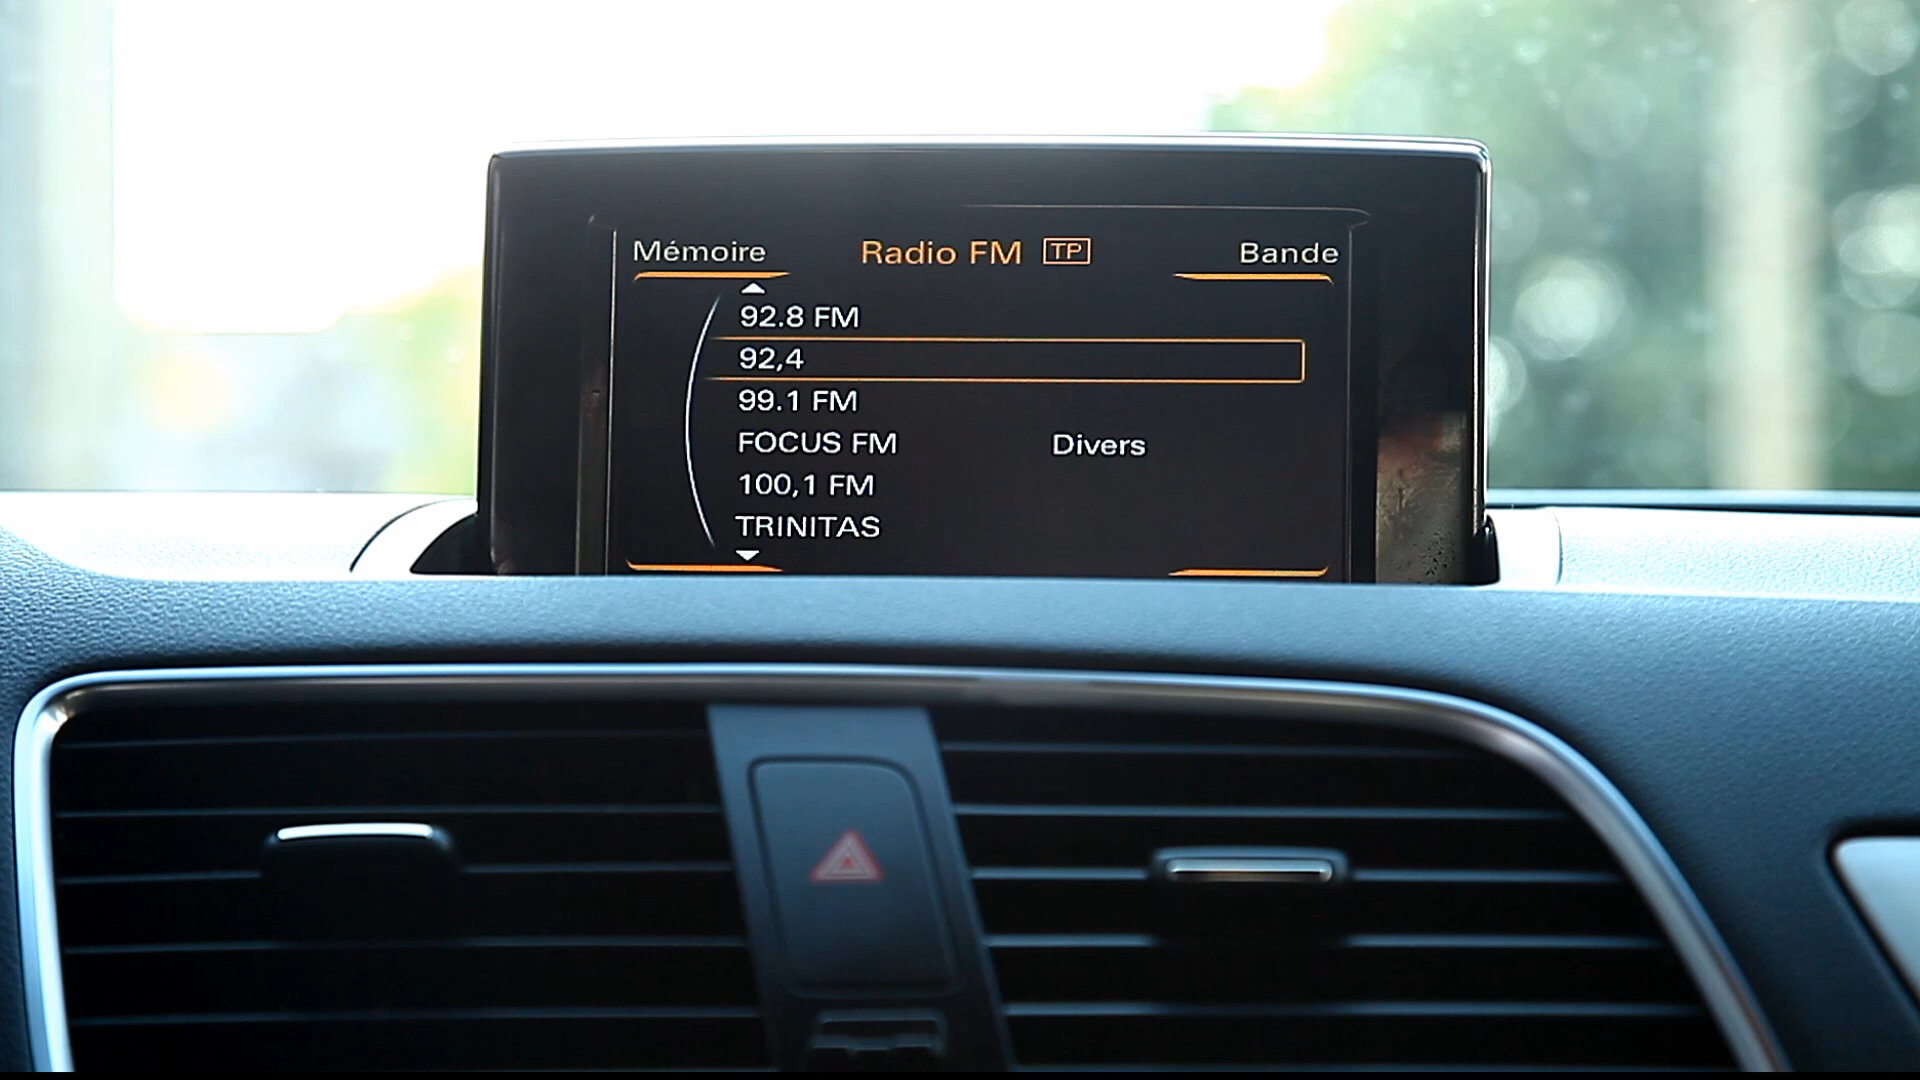 Mémoire Radio FM TP Bande
92.8 FM
92,4
99.1 FM
FOCUS FM Divers
100,1 FM
TRINITAS